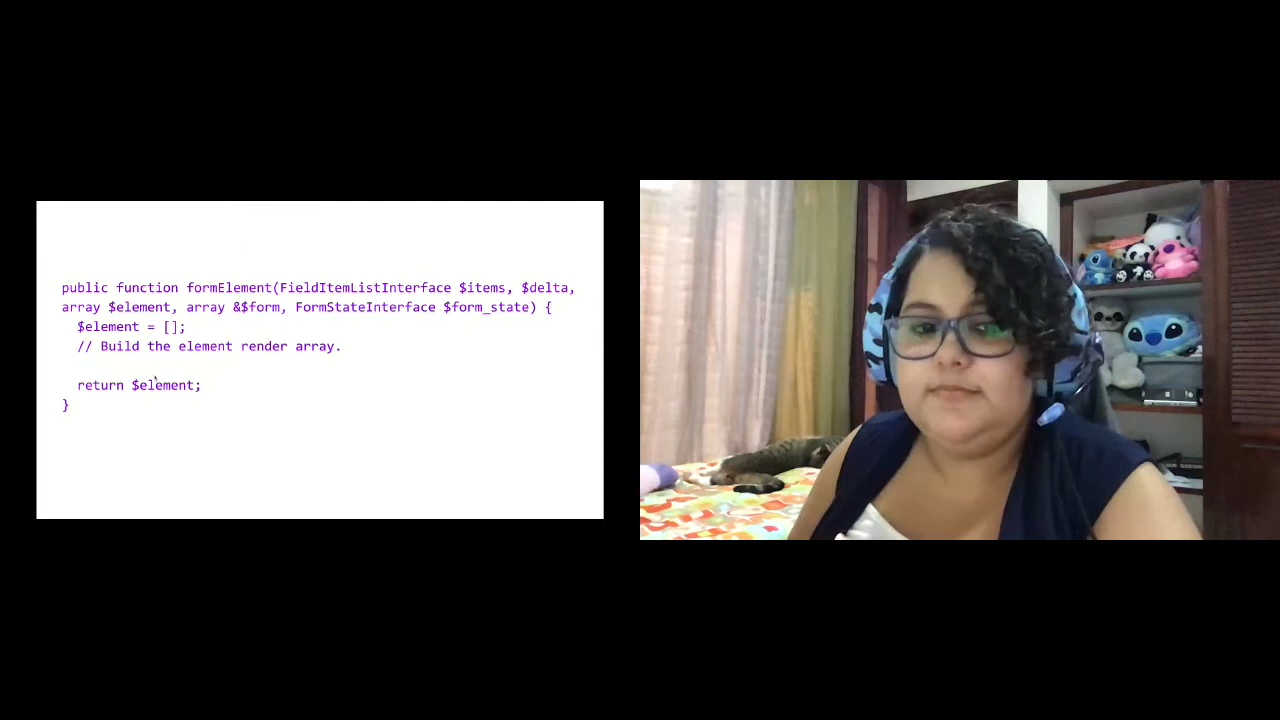 public function formElement(FieldItemListInterface $items, $delta,
array $element, array &$form, FormStateInterface $form_state) {
$element = [];
// Build the element render array.
return $element;
}